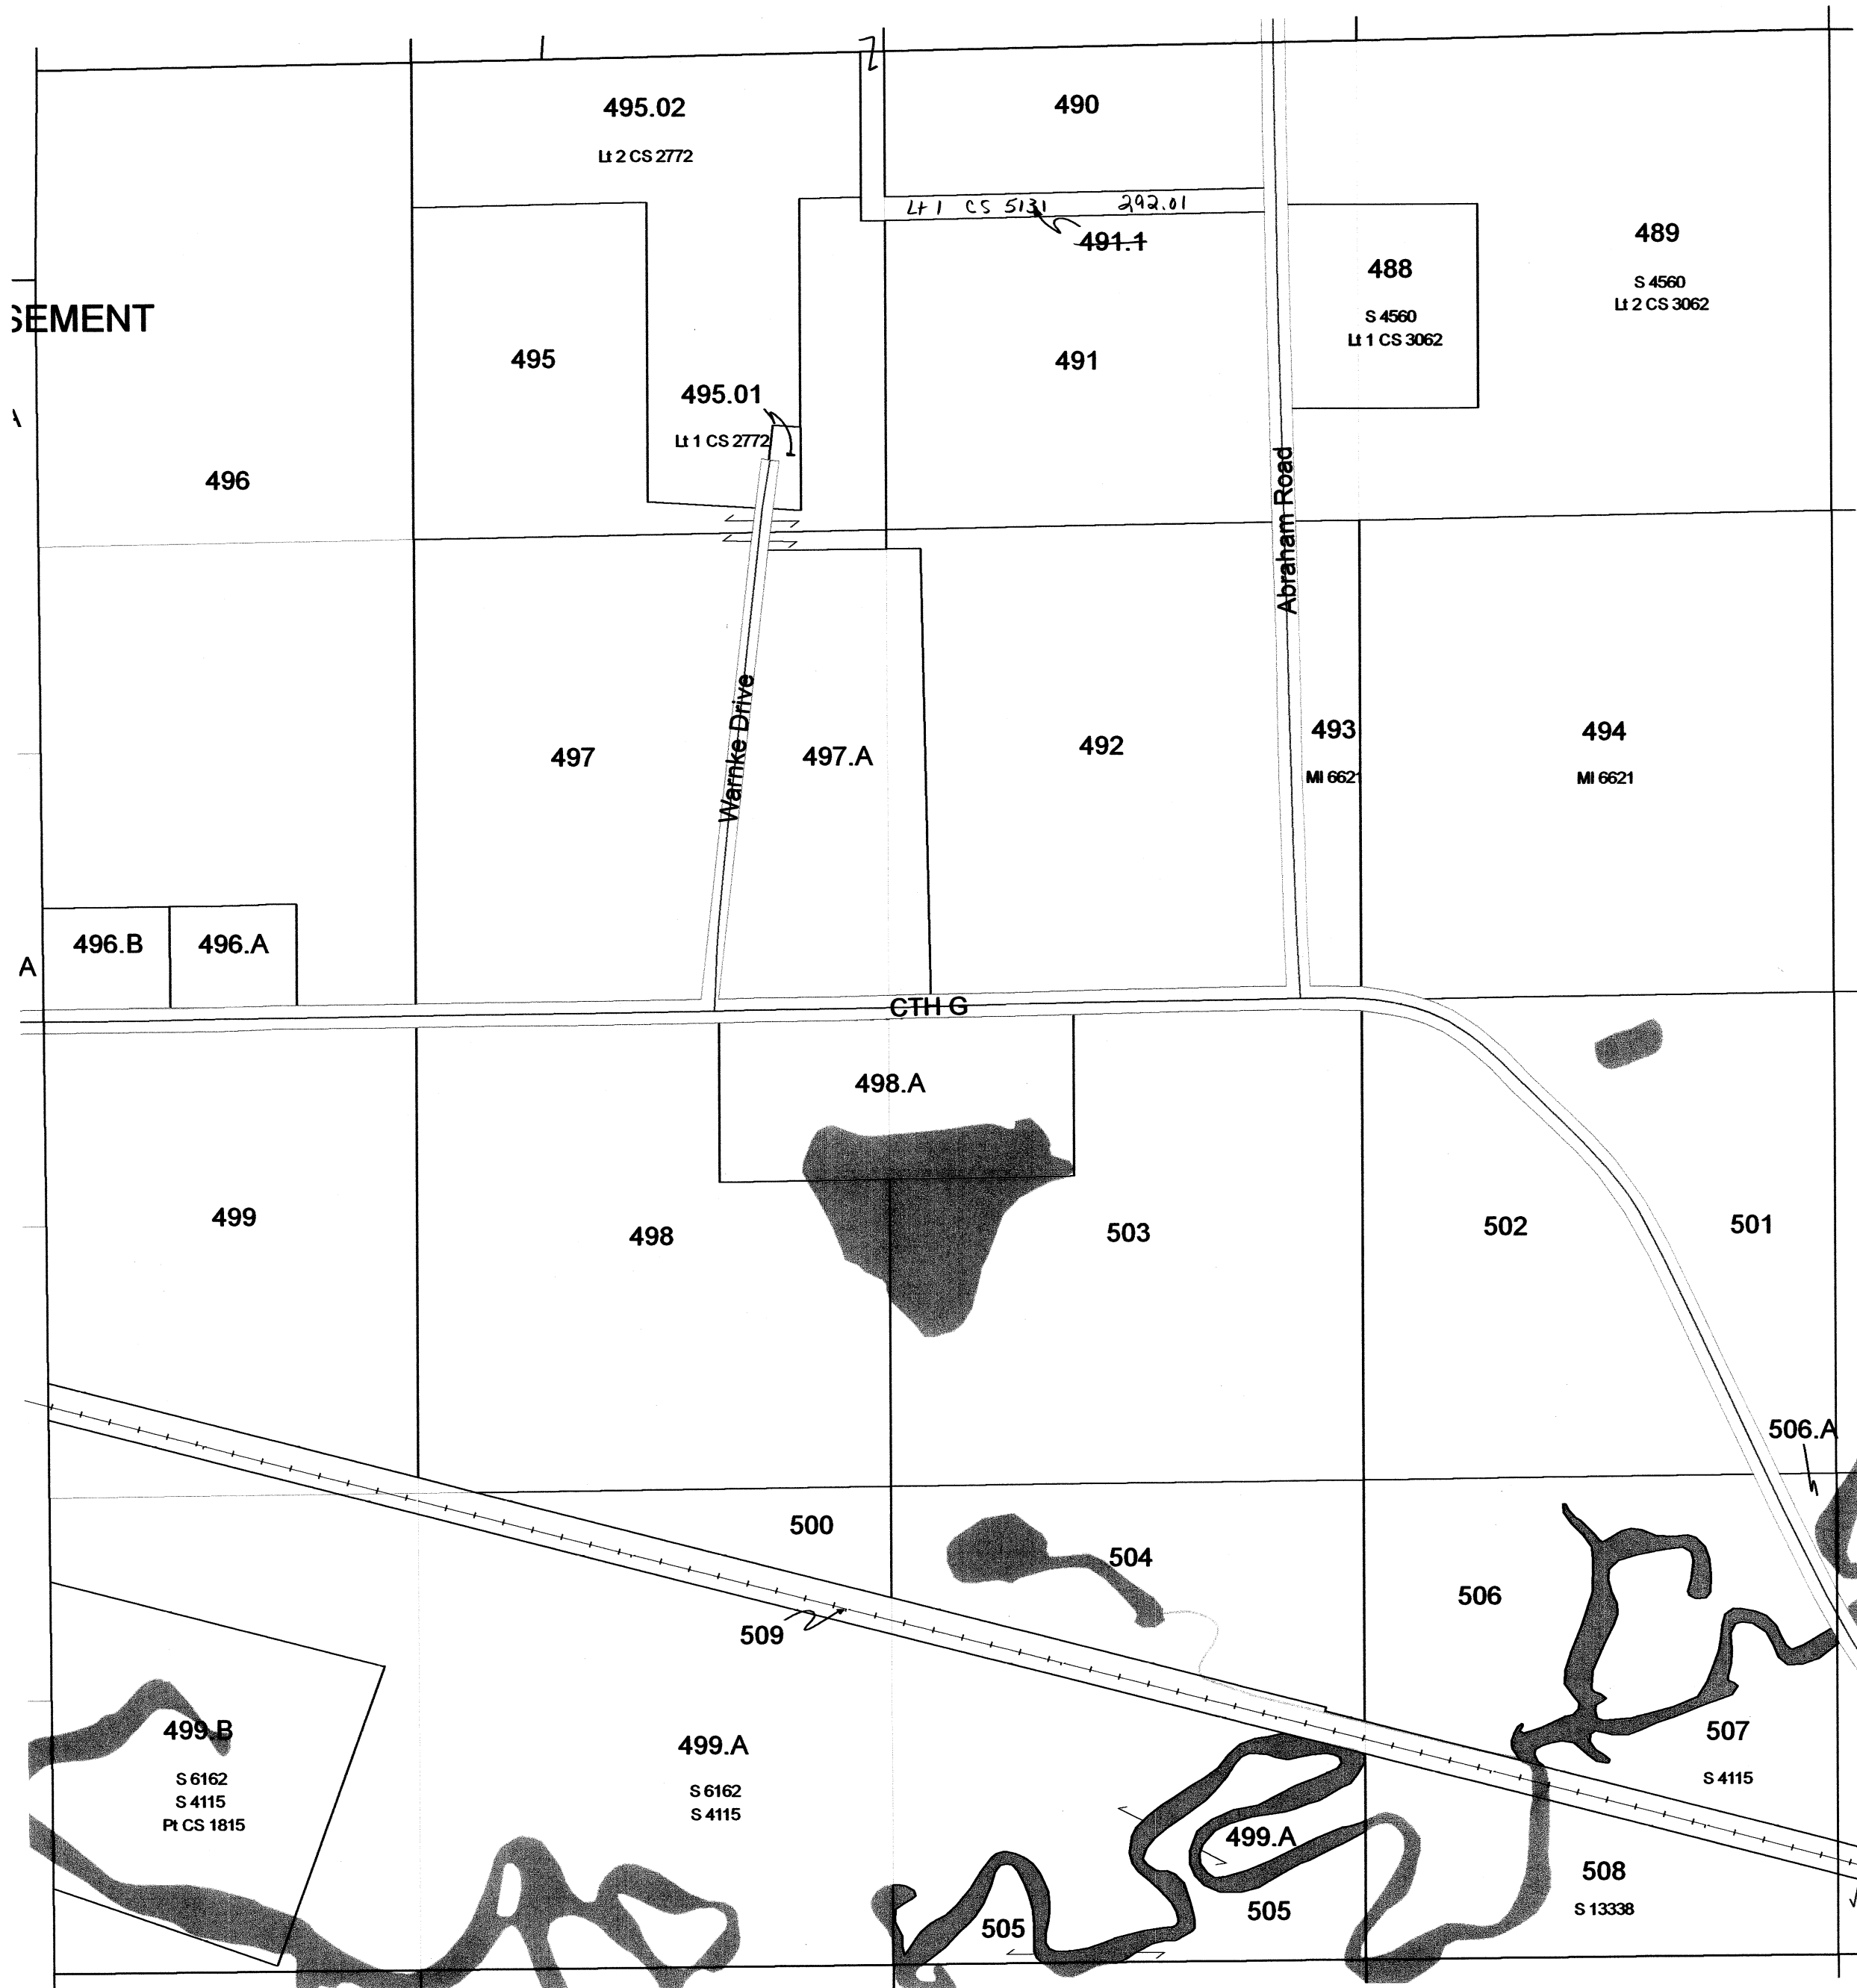 495.02
Lt 2 CS 2772
490
Lt 1 CS 5131 292.01
491.1
488
S 4560
Lt 1 CS 3062
489
S 4560
Lt 2 CS 3062
SEMENT
495
491
495.01
Lt 1 CS 2772
A
496
Abraham Road
Warnke Drive
497
497.A
492
493
MI 6621
494
MI 6621
496.B
496.A
A
CTH G
498.A
499
498
503
502
501
506.A
500
504
506
509
499.B
S 6162
S 4115
Pt CS 1815
499.A
S 6162
S 4115
507
S 4115
499.A
508
S 13338
505
505